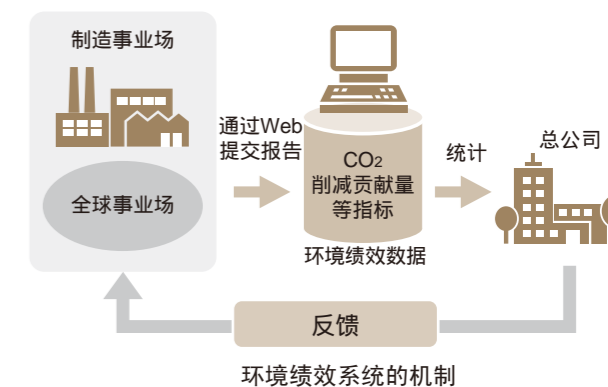 制造事业场
全球事业场
通过Web
提交报告
CO2
削减贡献量
等指标
环境绩效数据
统计
总公司
反馈
环境绩效系统的机制